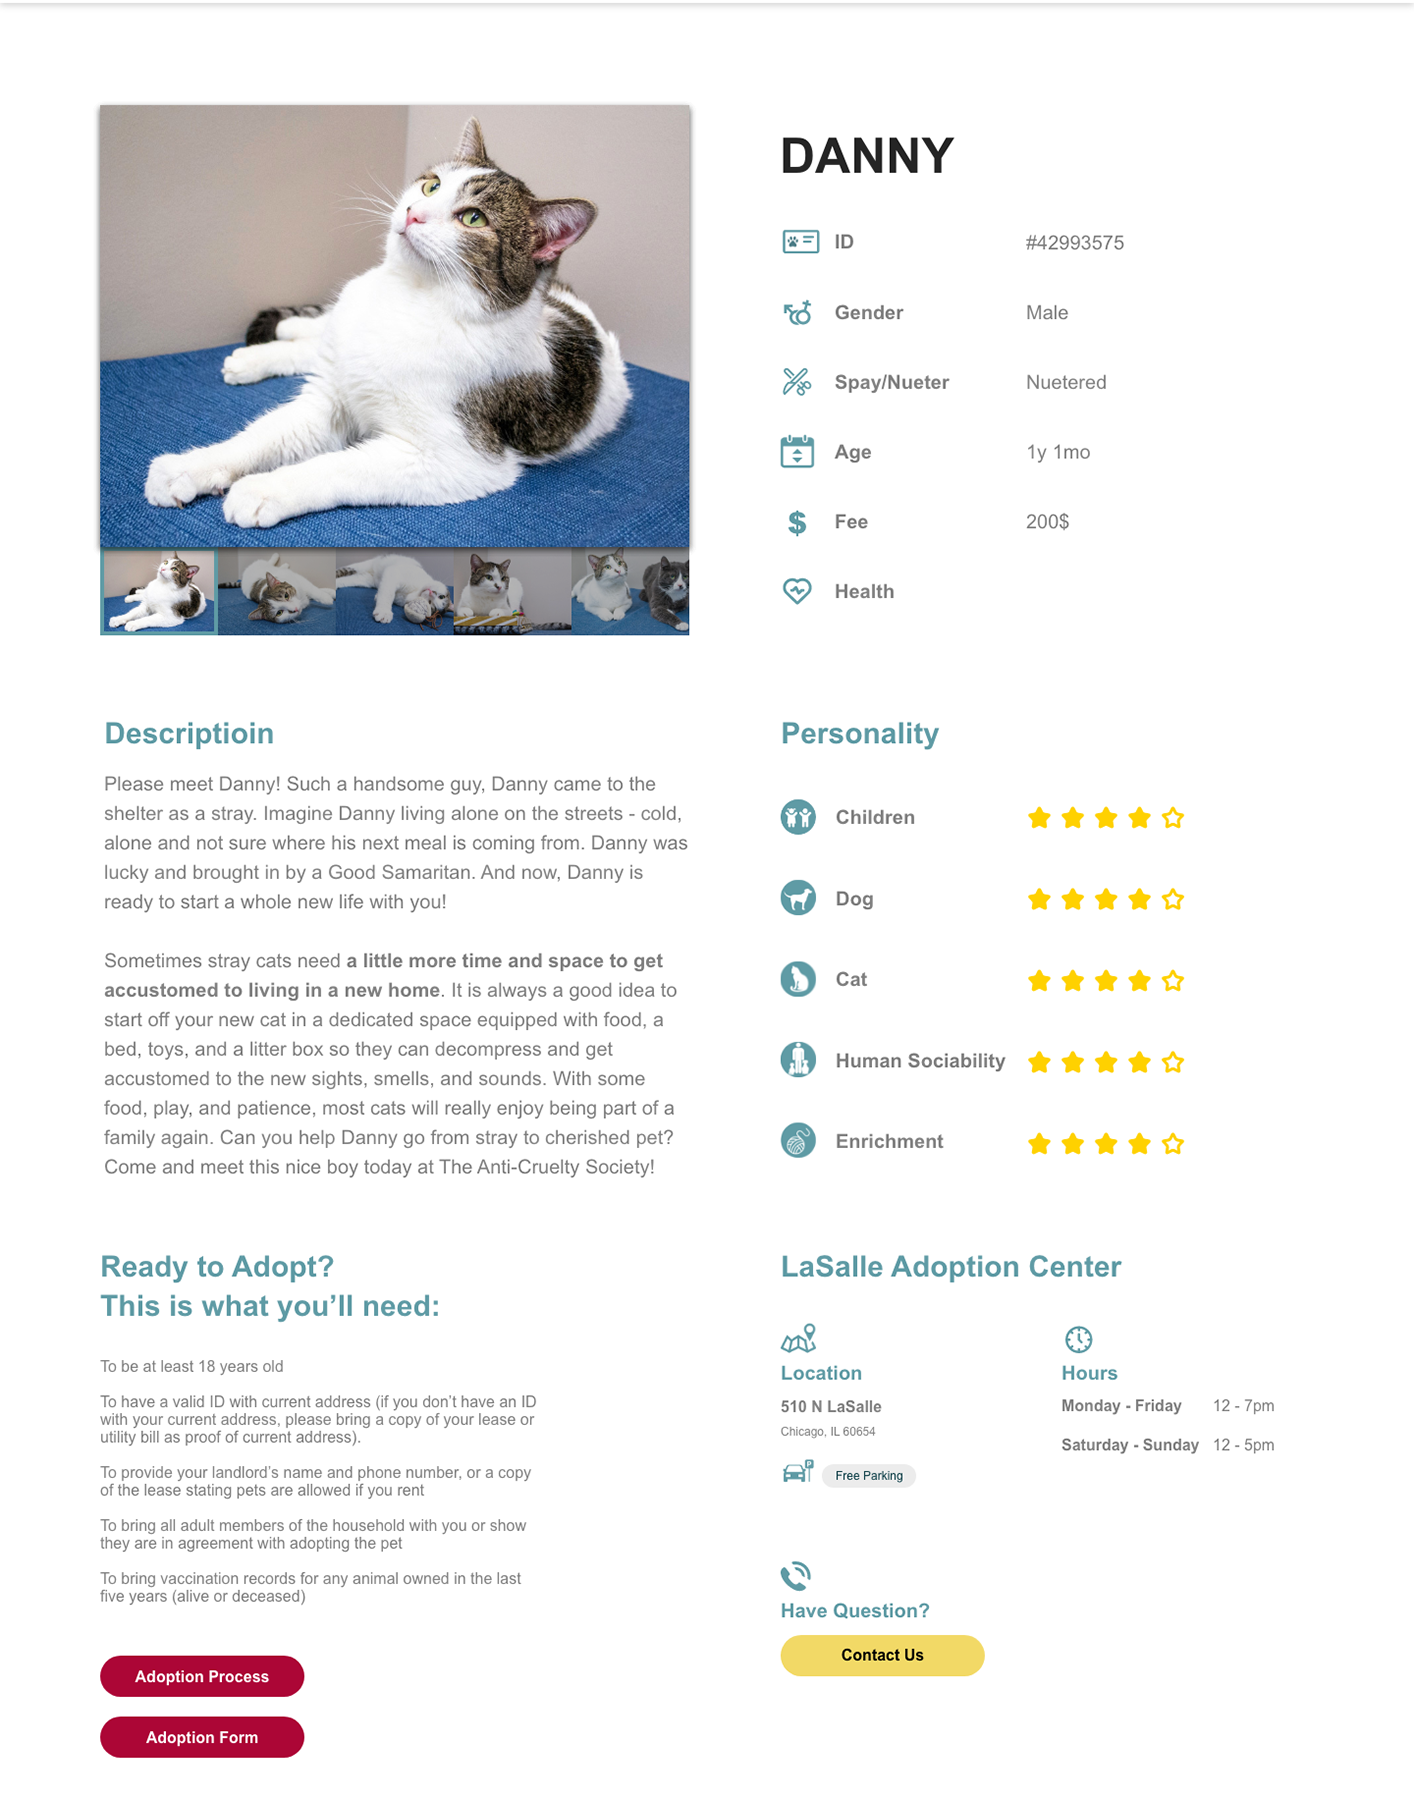 DANNY
ID #42993575
Gender Male
Spay/Nueter Nuetered
Age 1y 1mo
$ Fee 200$
Health
Descriptioin
Please meet Danny! Such a handsome guy, Danny came to the
shelter as a stray. Imagine Danny living alone on the streets - cold,
alone and not sure where his next meal is coming from. Danny was
lucky and brought in by a Good Samaritan. And now, Danny is
ready to start a whole new life with you!
Sometimes stray cats need a little more time and space to get
accustomed to living in a new home. It is always a good idea to
start off your new cat in a dedicated space equipped with food, a
bed, toys, and a litter box so they can decompress and get
accustomed to the new sights, smells, and sounds. With some
food, play, and patience, most cats will really enjoy being part of a
family again. Can you help Danny go from stray to cherished pet?
Come and meet this nice boy today at The Anti-Cruelty Society!
Personality
Children
Dog
Cat
Human Sociability
Enrichment
Ready to Adopt?
This is what you’ll need:
To be at least 18 years old
To have a valid ID with current address (if you don’t have an ID
with your current address, please bring a copy of your lease or
utility bill as proof of current address).
To provide your landlord’s name and phone number, or a copy
of the lease stating pets are allowed if you rent
To bring all adult members of the household with you or show
they are in agreement with adopting the pet
To bring vaccination records for any animal owned in the last
five years (alive or deceased)
Adoption Process
Adoption Form
LaSalle Adoption Center
Location
510 N LaSalle
Chicago, IL 60654
P
Free Parking
Hours
Monday - Friday 12 - 7pm
Saturday - Sunday 12 - 5pm
Have Question?
Contact Us